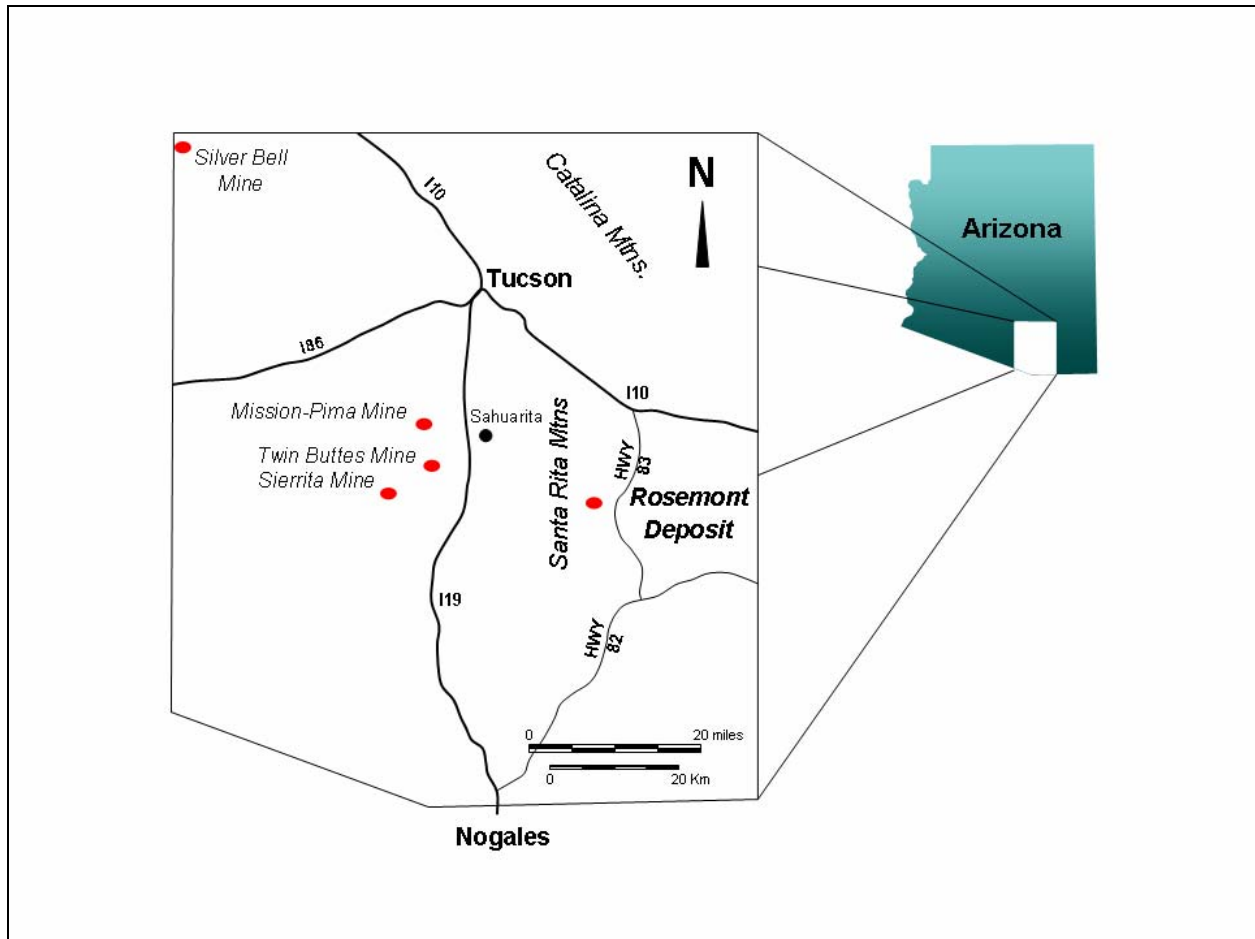 Silver Bell
Mine
I10
Catalina Mtns.
N
Arizona
Tucson
I86
I10
Mission-Pima Mine
Sahuarita
Twin Buttes Mine
Sierrita Mine
Santa Rita Mtns
HWY
83
Rosemont
Deposit
I19
HWY
82
0 20 miles
0 20 Km
Nogales